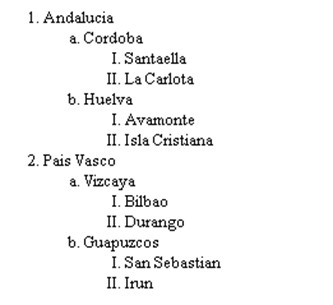 1. Andalucia
a. Cordoba
I. Santaella
II. La Carlota
b. Huelva
I. Avamonte
II. Isla Cristiana
2. Pais Vasco
a. Vizcaya
I. Bilbao
II. Durango
b. Guapuzcos
I. San Sebastian
II. Irun